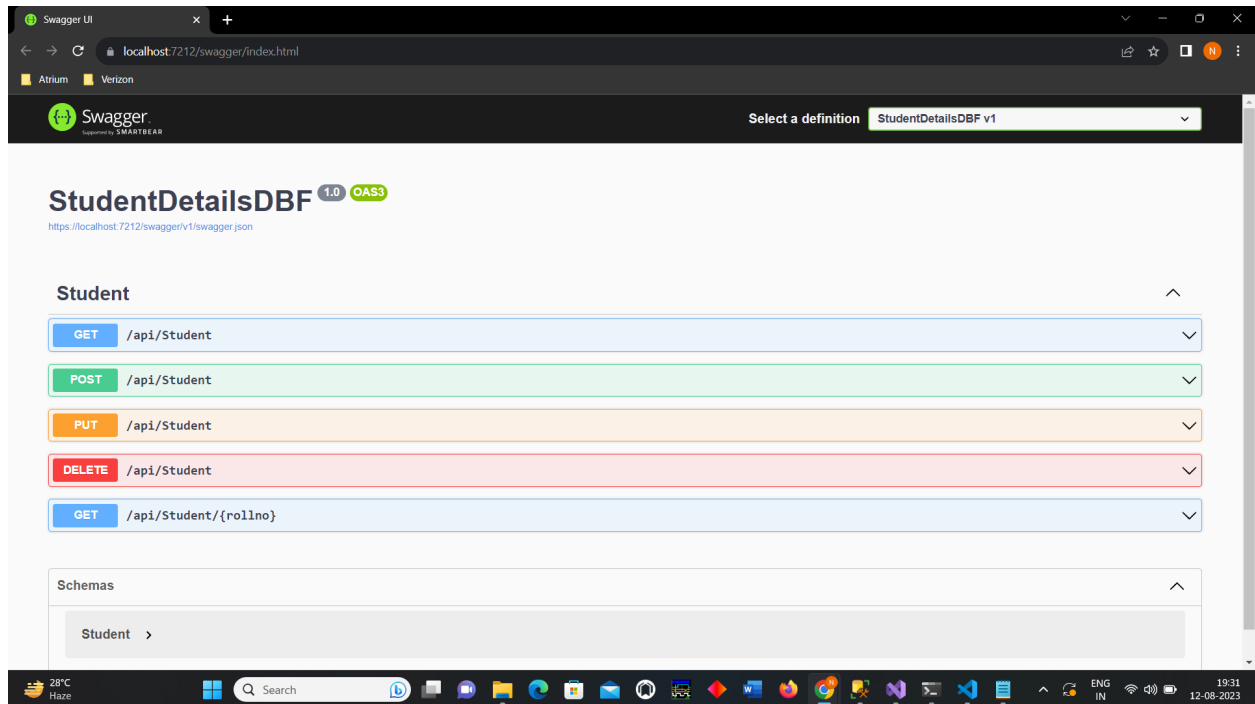 Swagger UI
localhost:7212/swagger/index.html
N
Atrium Verizon
Swagger.
Supported by SMARTBEAR
Select a definition StudentDetailsDBF v1
StudentDetailsDBF 1.0 OAS3
https://localhost:7212/swagger/v1/swagger.json
Student
GET /api/Student
POST /api/Student
PUT /api/Student
DELETE /api/Student
GET /api/Student/{rollno}
Schemas
Student
28°C
Haze
Search
ENG
IN
19:31
12-08-2023